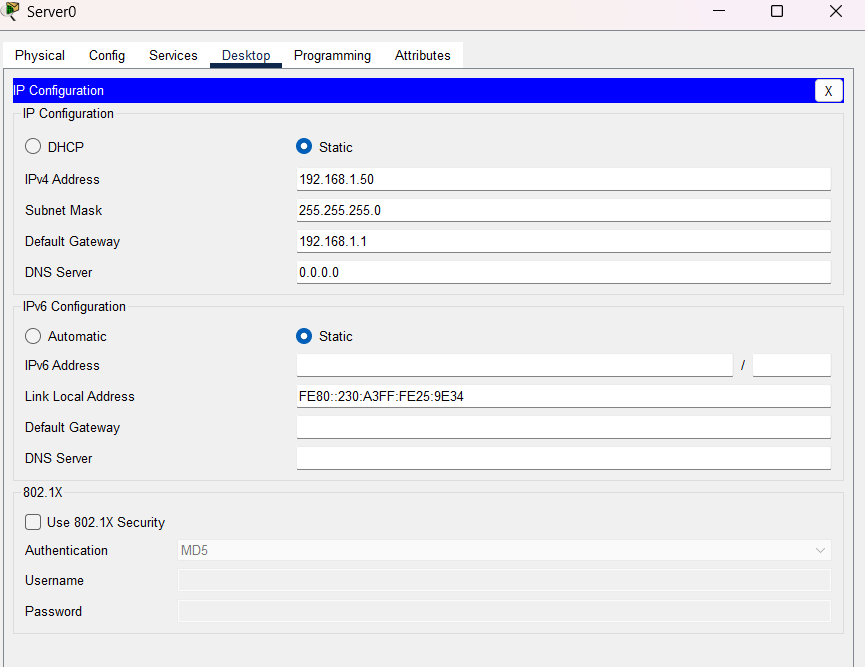 Server0
Physical Config Services Desktop Programming Attributes
IP Configuration X
IP Configuration
DHCP Static
IPv4 Address 192.168.1.50
Subnet Mask 255.255.255.0
Default Gateway 192.168.1.1
DNS Server 0.0.0.0
IPv6 Configuration
Automatic Static
IPv6 Address /
Link Local Address FE80::230:A3FF:FE25:9E34
Default Gateway
DNS Server
802.1X
Use 802.1X Security
Authentication MD5
Username
Password